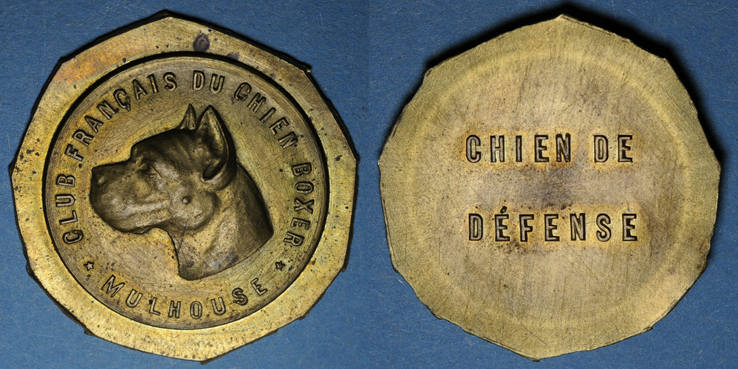 CLUB FRANÇAIS DU CHIEN BOXER
* MULHOUSE *
CHIEN DE
DÉFENSE